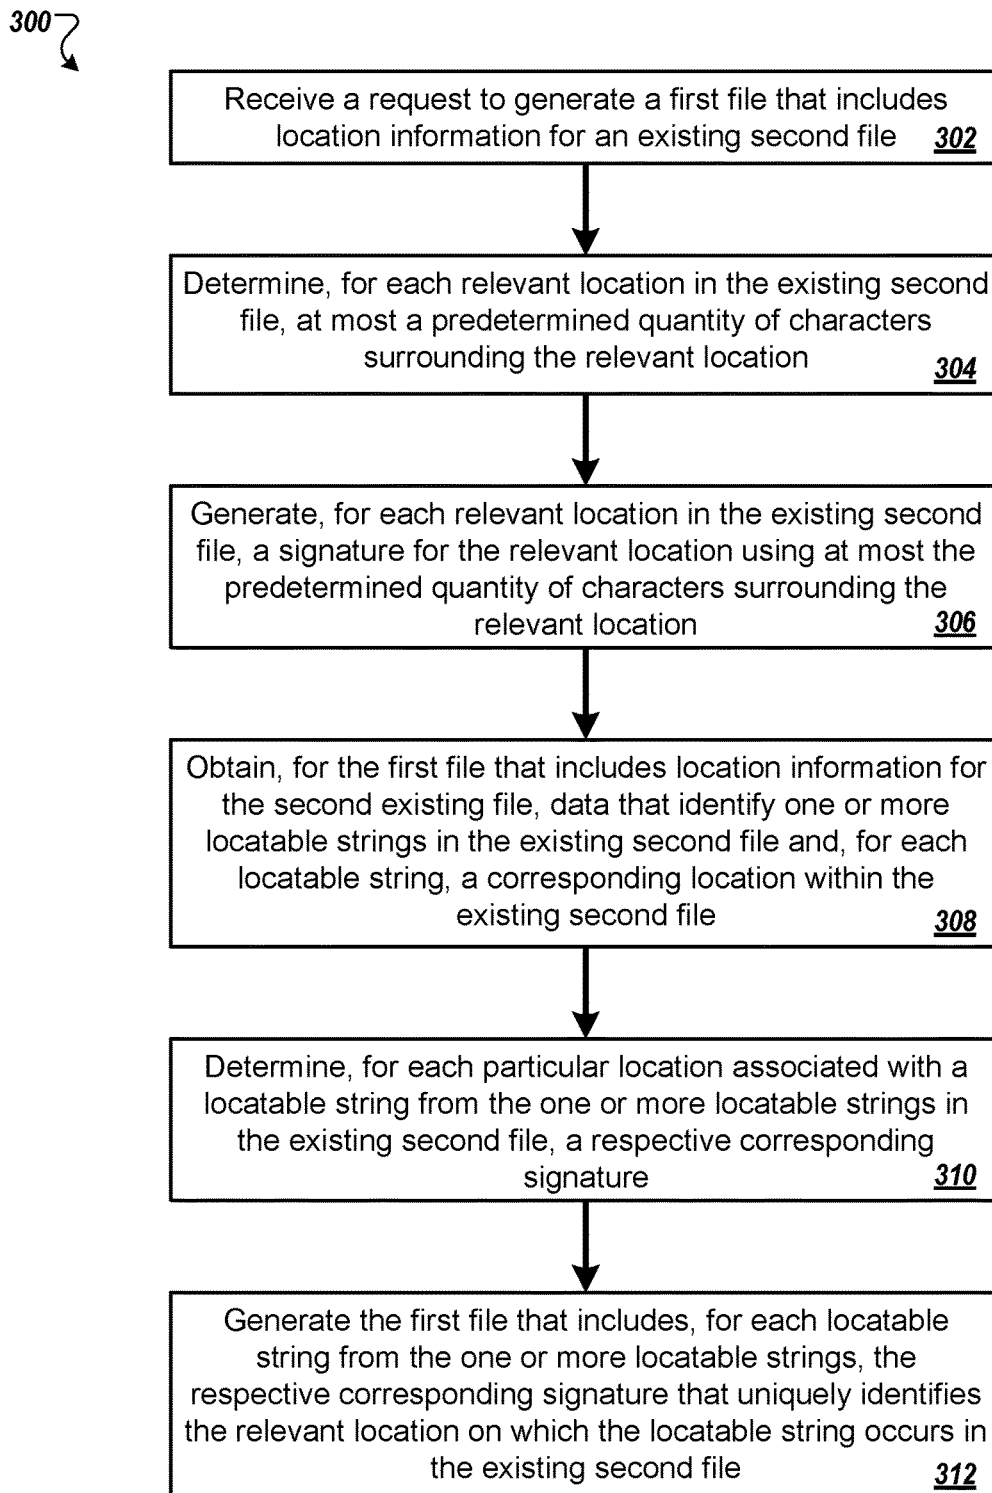 300
Receive a request to generate a first file that includes
location information for an existing second file 302
Determine, for each relevant location in the existing second
file, at most a predetermined quantity of characters
surrounding the relevant location 304
Generate, for each relevant location in the existing second
file, a signature for the relevant location using at most the
predetermined quantity of characters surrounding the
relevant location 306
Obtain, for the first file that includes location information for
the second existing file, data that identify one or more
locatable strings in the existing second file and, for each
locatable string, a corresponding location within the
existing second file 308
Determine, for each particular location associated with a
locatable string from the one or more locatable strings in
the existing second file, a respective corresponding
signature 310
Generate the first file that includes, for each locatable
string from the one or more locatable strings, the
respective corresponding signature that uniquely identifies
the relevant location on which the locatable string occurs in
the existing second file 312